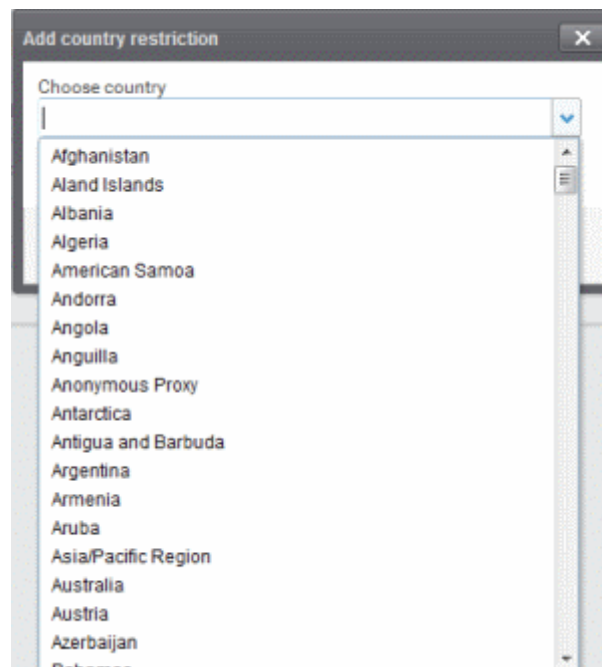 Add country restriction
Choose country
Afghanistan
Aland Islands
Albania
Algeria
American Samoa
Andorra
Angola
Anguilla
Anonymous Proxy
Antarctica
Antigua and Barbuda
Argentina
Armenia
Aruba
Asia/Pacific Region
Australia
Austria
Azerbaijan